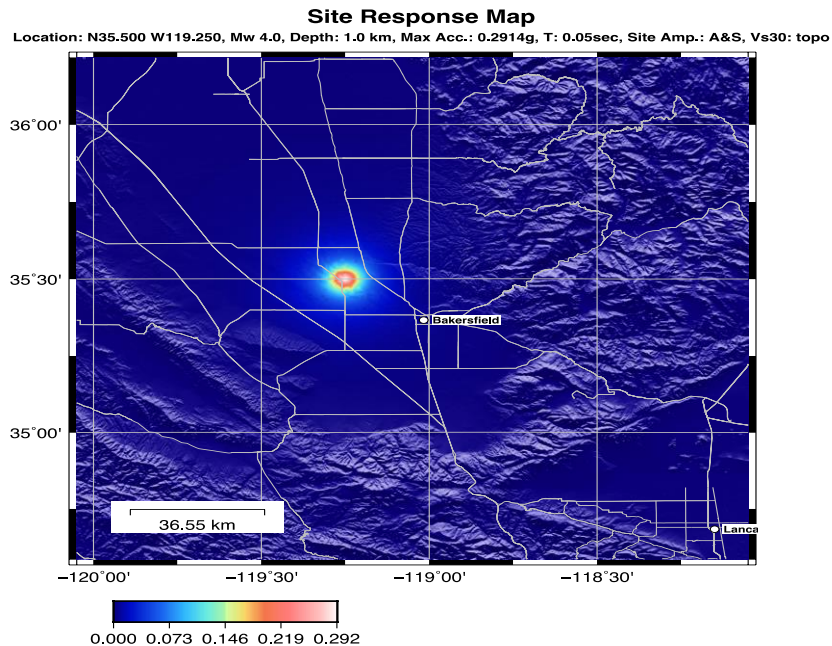 Site Response Map
Location: N35.500 W119.250, Mw 4.0, Depth: 1.0 km, Max Acc.: 0.2914g, T: 0.05sec, Site Amp.: A&S, Vs30: topo
36°00'
35°30'
Bakersfield
35°00'
36.55 km
Lanca
−120°00' −119°30' −119°00' −118°30'
0.000 0.073 0.146 0.219 0.292